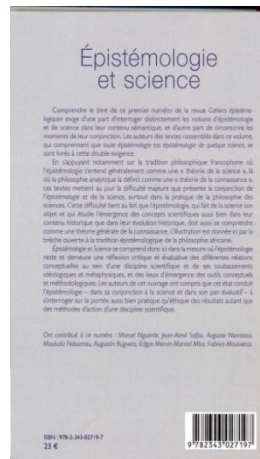 Épistémologie
et science
Comprendre le titre de ce premier numéro de la revue Cahiers épistémo-
logiques exige d'une part d'interroger distinctement les notions d'épistémologie
et de science dans leur contenu sémantique, et d'autre part de circonscrire les
moments de leur conjonction. Les auteurs des textes rassemblés dans ce volume,
qui comprennent que toute épistémologie est épistémologie de quelque science, se
sont livrés à cette double exigence.
En s'appuyant notamment sur la tradition philosophique francophone où
l'épistémologie s'entend généralement comme « une théorie de la science », là
où la philosophie analytique la définit comme une « théorie de la connaissance »,
ces textes mettent au jour la difficulté majeure que présente la conjonction de
l'épistémologie et de la science, surtout dans la pratique de la philosophie des
sciences. Cette difficulté tient au fait que l'épistémologie, qui fait de la science son
objet et qui étudie l'émergence des concepts scientifiques aussi bien dans leur
contenu historique que dans leur évolution historique, doit aussi se comprendre
comme une théorie générale de la connaissance. L'illustration est donnée ici par la
brèche ouverte à la tradition épistémologique de la philosophie africaine.
Épistémologie et Science se comprend donc ici dans la mesure où l'épistémologie
reste et demeure une réflexion critique et évaluative des différentes relations
conceptuelles au sein d'une discipline scientifique et de ses soubassements
idéologiques et métaphysiques, et des lieux d'émergence des outils conceptuels
et méthodologiques. Les auteurs de cet ouvrage ont compris que cet état conduit
l'épistémologie – dans sa conjonction à la science et dans son pan évaluatif – à
s'interroger sur la portée aussi bien pratique qu'éthique des résultats autant que
des méthodes d'action d'une discipline scientifique.
Ont contribué à ce numéro : Marcel Nguimbi, Jean-Aimé Safou, Auguste Nsonsissa,
Moukala Ndoumou, Augustin Rugwiro, Edgar Mervin Martial Mba, Fabrice Moussessi.
ISBN : 978-2-343-02719-7
23 €
9 782343 027197